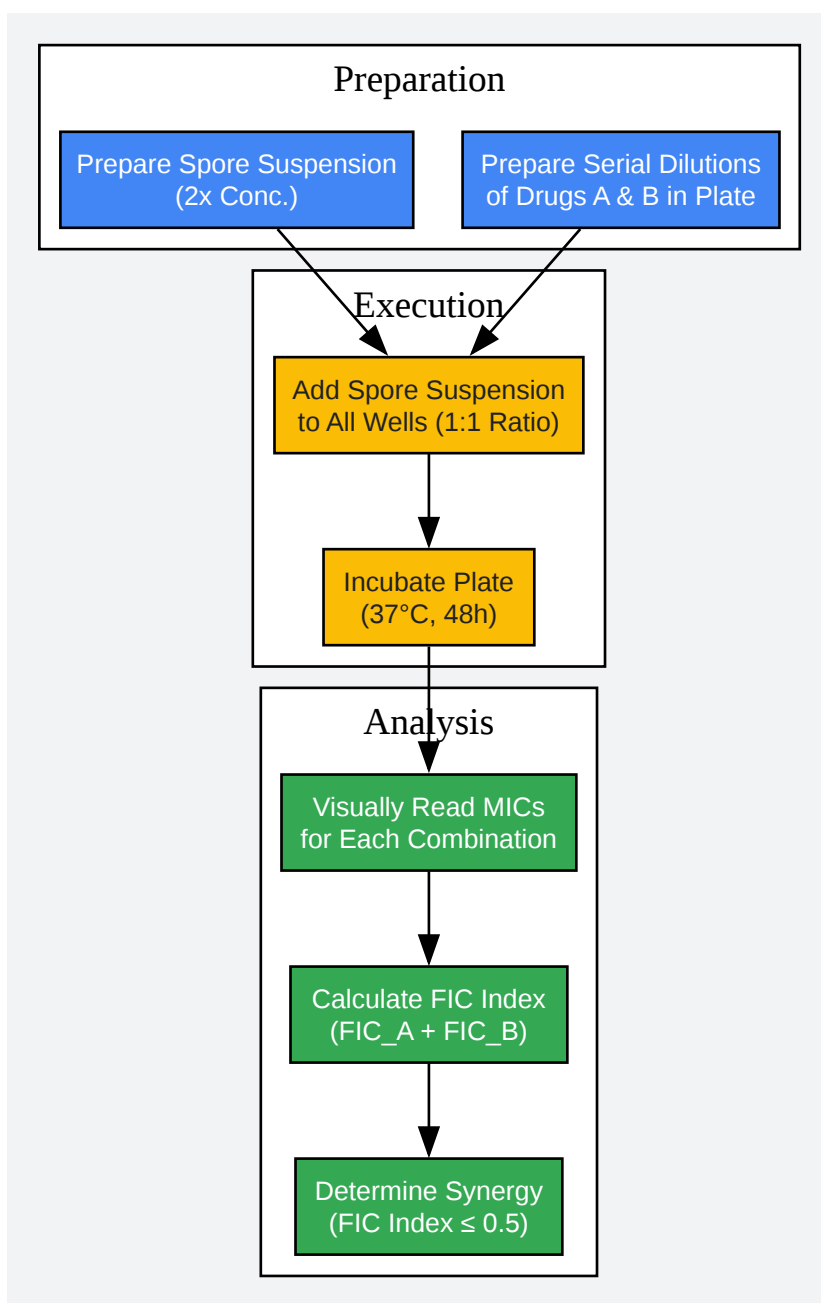 Preparation
Prepare Spore Suspension
(2x Conc.)
Prepare Serial Dilutions
of Drugs A & B in Plate
Execution
Add Spore Suspension
to All Wells (1:1 Ratio)
Incubate Plate
(37°C, 48h)
Analysis
Visually Read MICs
for Each Combination
Calculate FIC Index
(FIC_A + FIC_B)
Determine Synergy
(FIC Index ≤ 0.5)